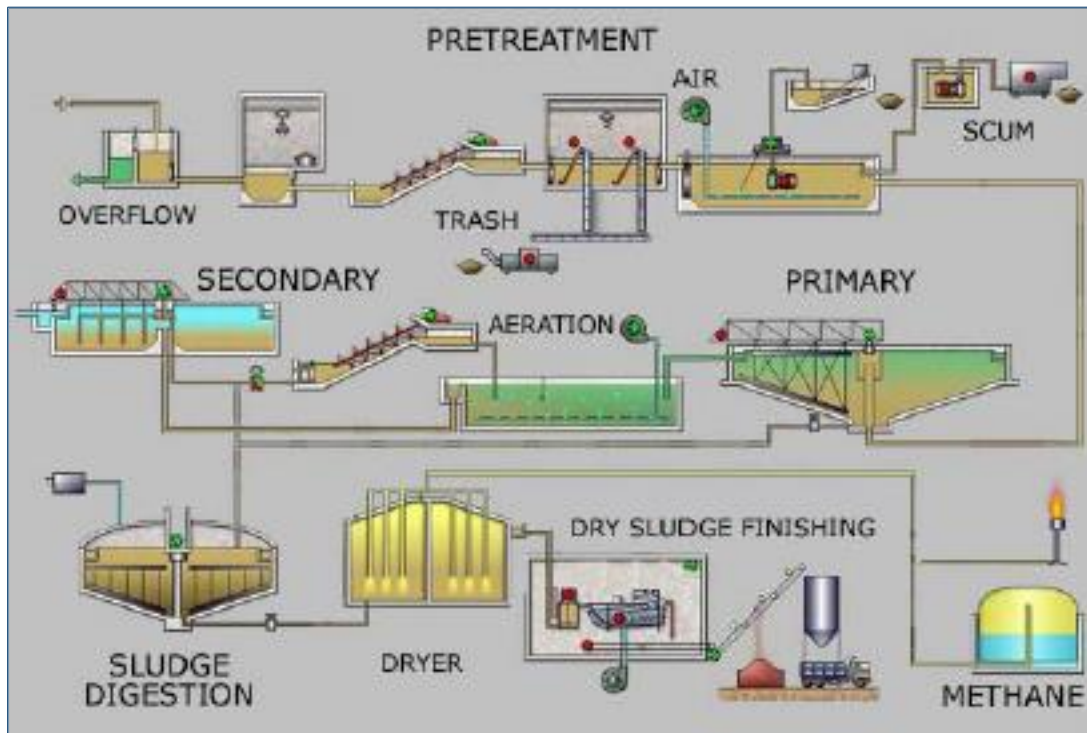 PRETREATMENT
AIR
SCUM
OVERFLOW
TRASH
SECONDARY
PRIMARY
AERATION
DRY SLUDGE FINISHING
SLUDGE
DIGESTION
DRYER
METHANE